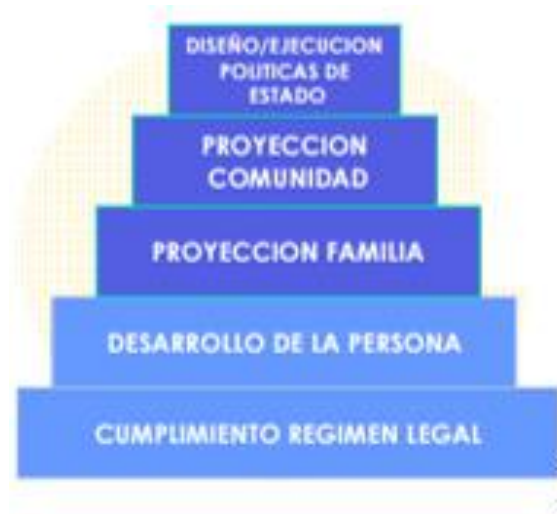 DISEÑO/EJECUCION
POLITICAS DE
ESTADO
PROYECCION
COMUNIDAD
PROYECCION FAMILIA
DESARROLLO DE LA PERSONA
CUMPLIMIENTO REGIMEN LEGAL